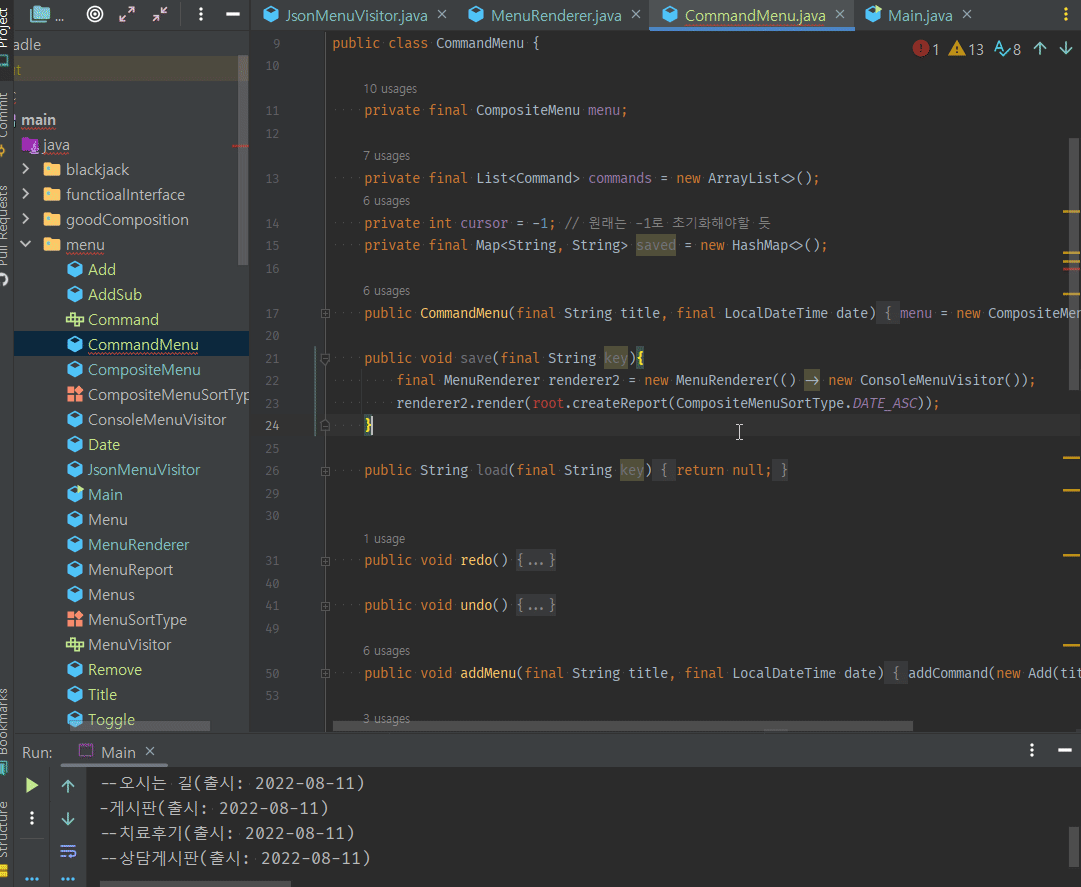 ...
JsonMenuVisitor.java
MenuRenderer.java
CommandMenu.java
Main.java
Project
Commit
Pull Requests
Bookmarks
Structure
adle
main
java
blackjack
functioalInterface
goodComposition
menu
Add
AddSub
Command
CommandMenu
CompositeMenu
CompositeMenuSortTyp
ConsoleMenuVisitor
Date
JsonMenuVisitor
Main
Menu
MenuRenderer
MenuReport
Menus
MenuSortType
MenuVisitor
Remove
Title
Toggle
1 13 8
9 public class CommandMenu {
10
10 usages
11 private final CompositeMenu menu;
12
7 usages
13 private final List<Command> commands = new ArrayList<>();
6 usages
14 private int cursor = -1; // 원래는 -1로 초기화해야할 듯
15 private final Map<String, String> saved = new HashMap<>();
16
6 usages
17 public CommandMenu(final String title, final LocalDateTime date) { menu = new CompositeMen
20
21 public void save(final String key){
22 final MenuRenderer renderer2 = new MenuRenderer(() → new ConsoleMenuVisitor());
23 renderer2.render(root.createReport(CompositeMenuSortType.DATE_ASC));
24 }
25
26 public String load(final String key) { return null; }
29
30
1 usage
31 public void redo() {...}
40
41 public void undo() {...}
49
6 usages
50 public void addMenu(final String title, final LocalDateTime date) { addCommand(new Add(tit
53
3 usages
Run: Main
--오시는 길(출시: 2022-08-11)
-게시판(출시: 2022-08-11)
--치료후기(출시: 2022-08-11)
--상담게시판(출시: 2022-08-11)